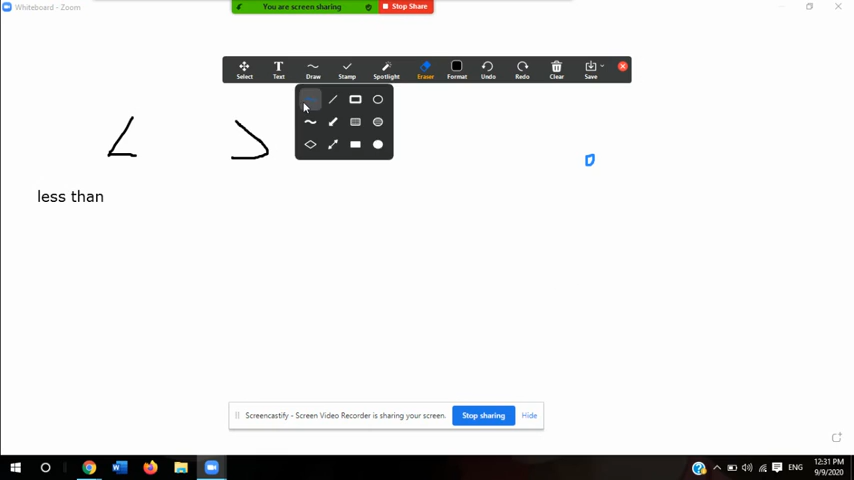 Whiteboard - Zoom
You are screen sharing
Stop Share
Select
Text
Draw
Stamp
Spotlight
Eraser
Format
Undo
Redo
Clear
Save
< >
less than
Screencastify - Screen Video Recorder is sharing your screen.
Stop sharing
Hide
ENG
12:31 PM
9/9/2020